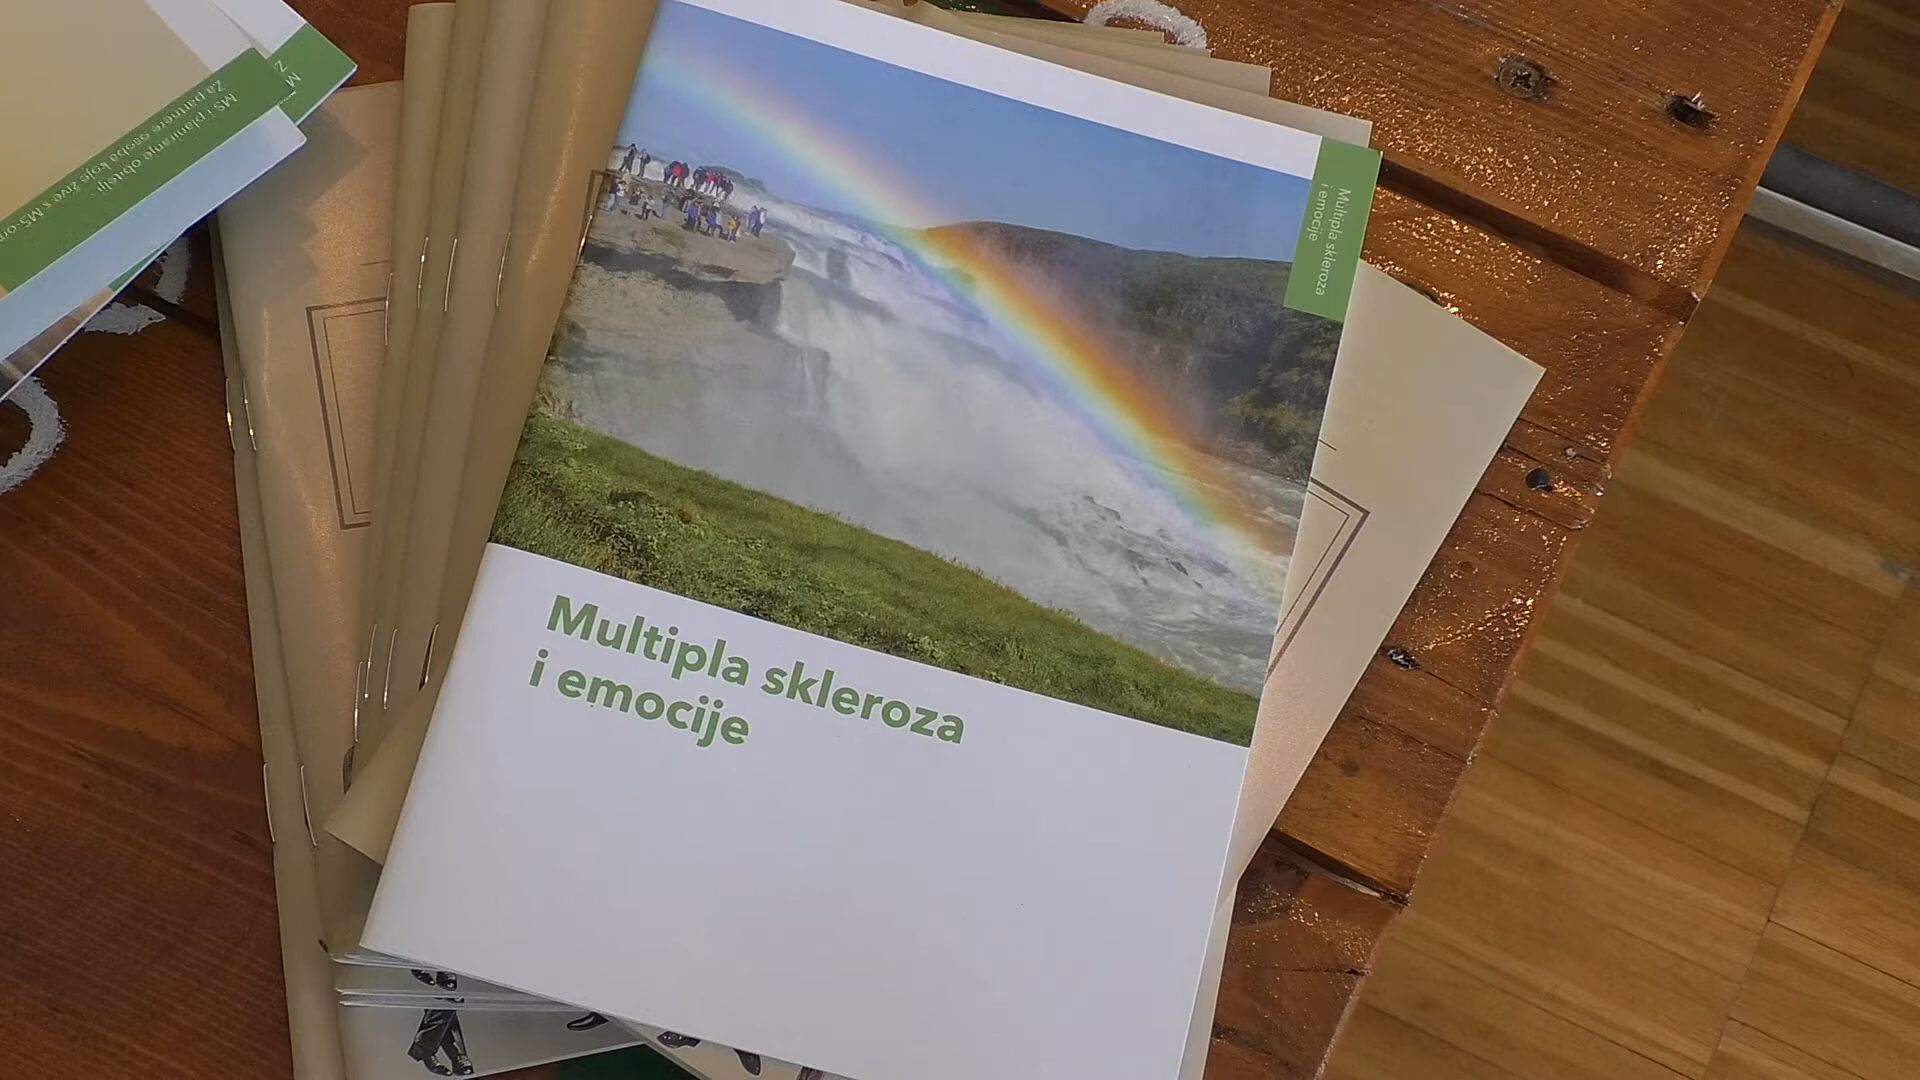 Multipla skleroza
i emocije
Multipla skleroza
i emocije
MS i planiranje obitelji
Za partnere osoba koje žive s MS-om
M
Z